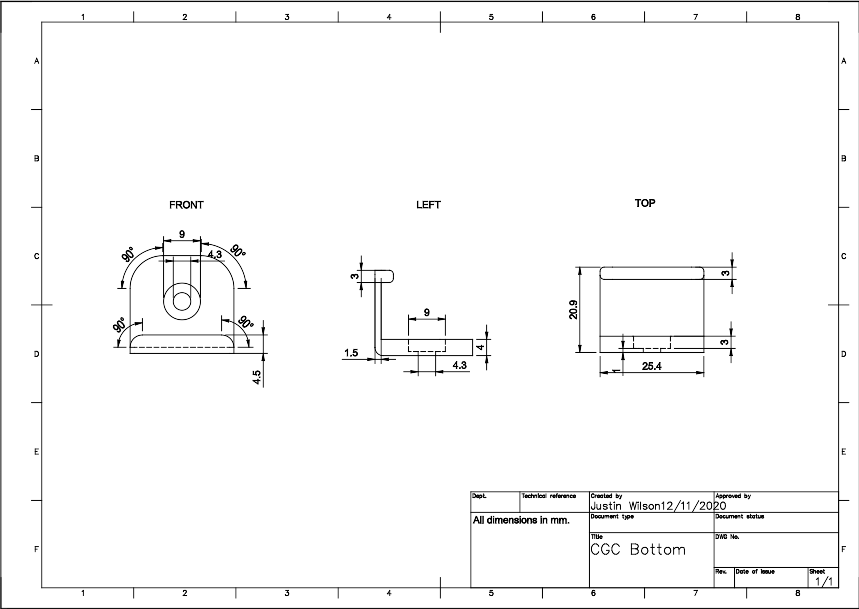 1 2 3 4 5 6 7 8
A A
B B
FRONT LEFT TOP
C C
9
90° 4.3 90°
3 3
90° 90° 9 20.9
D D
1.5 4 3
4.5 4.3 1 25.4
E E
Dept. Technical reference Created by Approved by
Justin Wilson12/11/2020
All dimensions in mm. Document type Document status
Title DWG No.
F CGC Bottom F
Rev. Date of Issue Sheet
1/1
1 2 3 4 5 6 7 8